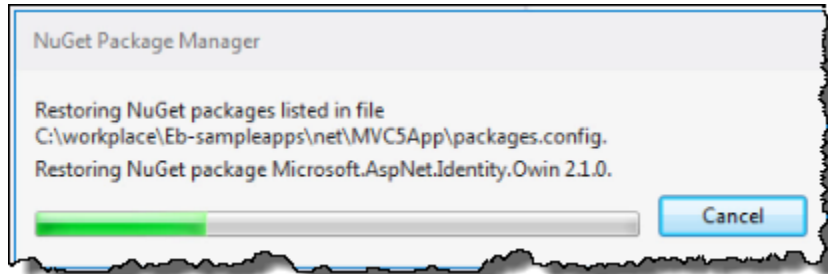 NuGet Package Manager
Restoring NuGet packages listed in file
C:\workplace\Eb-sampleapps\net\MVC5App\packages.config.
Restoring NuGet package Microsoft.AspNet.Identity.Owin 2.1.0.
Cancel